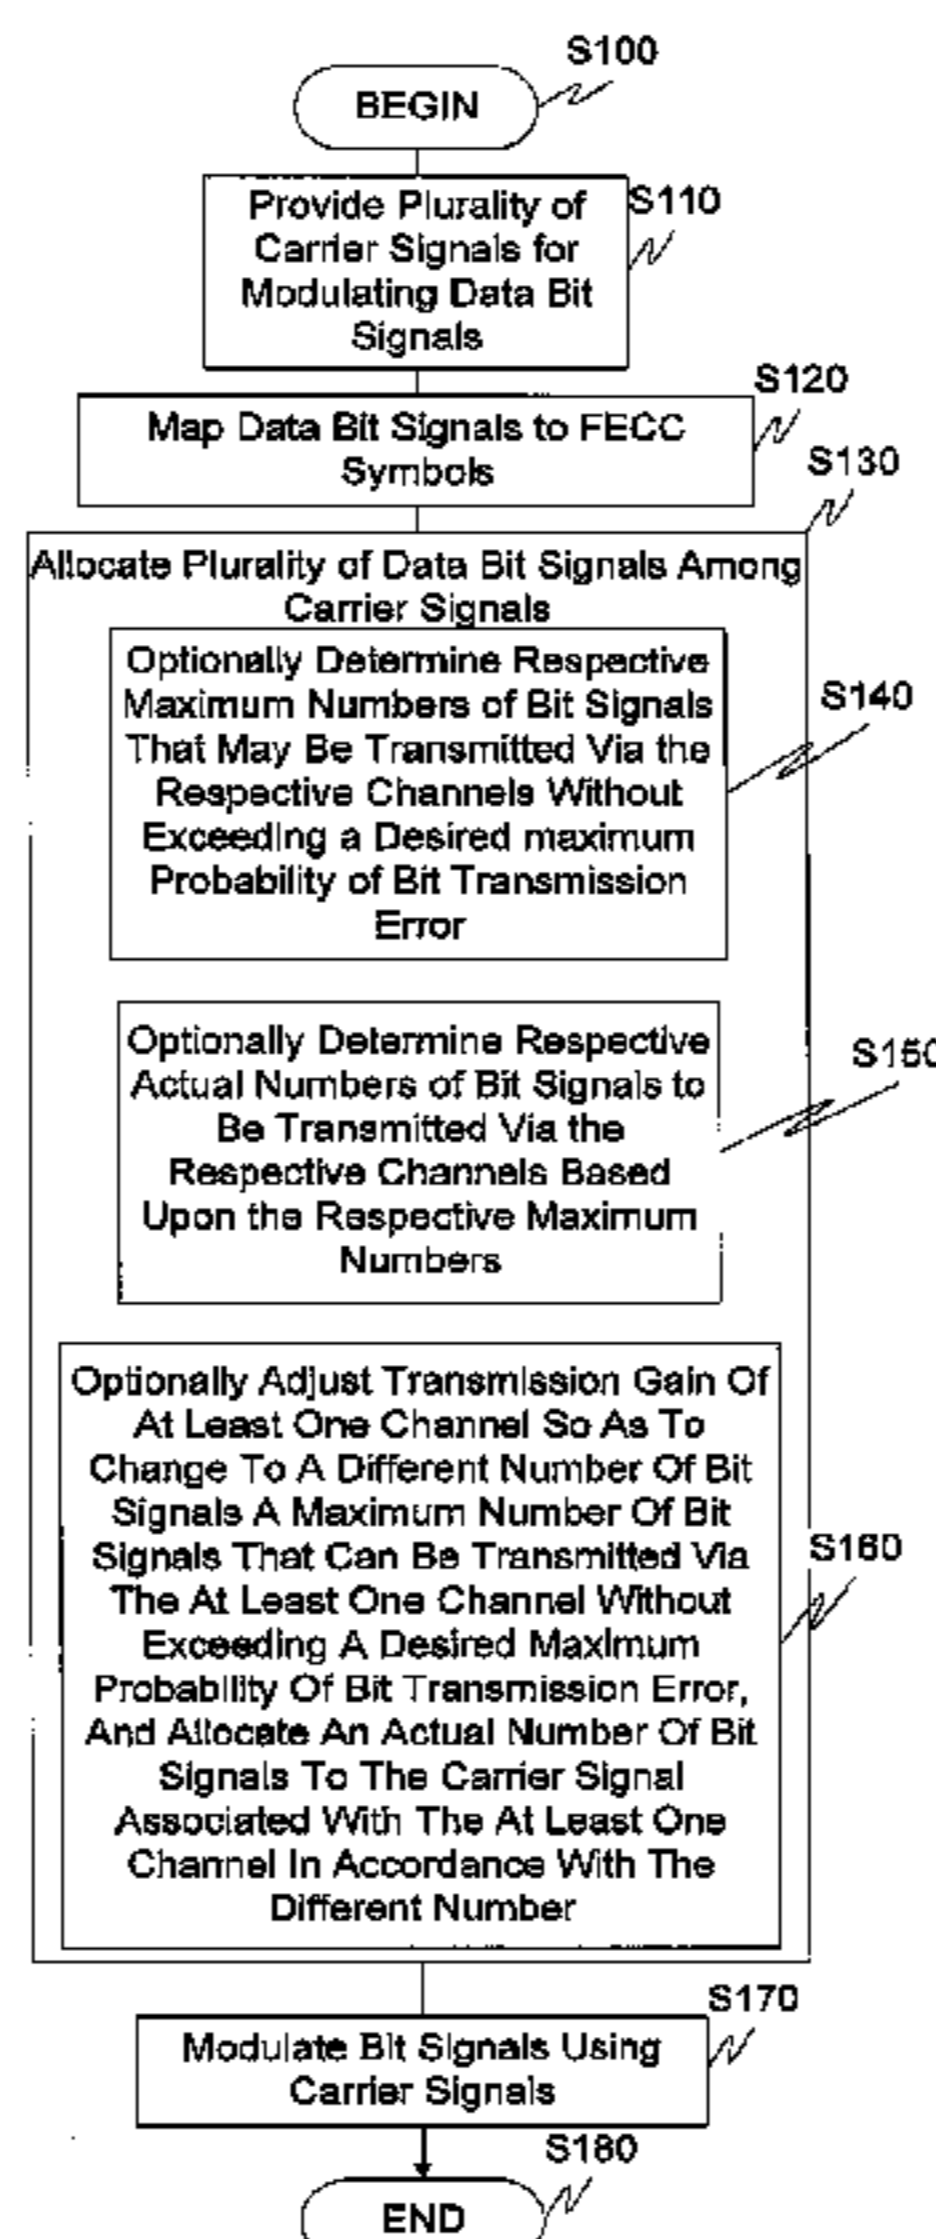 S100
BEGIN
S110
Provide Plurality of
Carrier Signals for
Modulating Data Bit
Signals
S120
Map Data Bit Signals to FECC
Symbols
S130
Allocate Plurality of Data Bit Signals Among
Carrier Signals
S140
Optionally Determine Respective
Maximum Numbers of Bit Signals
That May Be Transmitted Via the
Respective Channels Without
Exceeding a Desired maximum
Probability of Bit Transmission
Error
S150
Optionally Determine Respective
Actual Numbers of Bit Signals to
Be Transmitted Via the
Respective Channels Based
Upon the Respective Maximum
Numbers
S160
Optionally Adjust Transmission Gain Of
At Least One Channel So As To
Change To A Different Number Of Bit
Signals A Maximum Number Of Bit
Signals That Can Be Transmitted Via
The At Least One Channel Without
Exceeding A Desired Maximum
Probability Of Bit Transmission Error,
And Allocate An Actual Number Of Bit
Signals To The Carrier Signal
Associated With The At Least One
Channel In Accordance With The
Different Number
S170
Modulate Bit Signals Using
Carrier Signals
S180
END